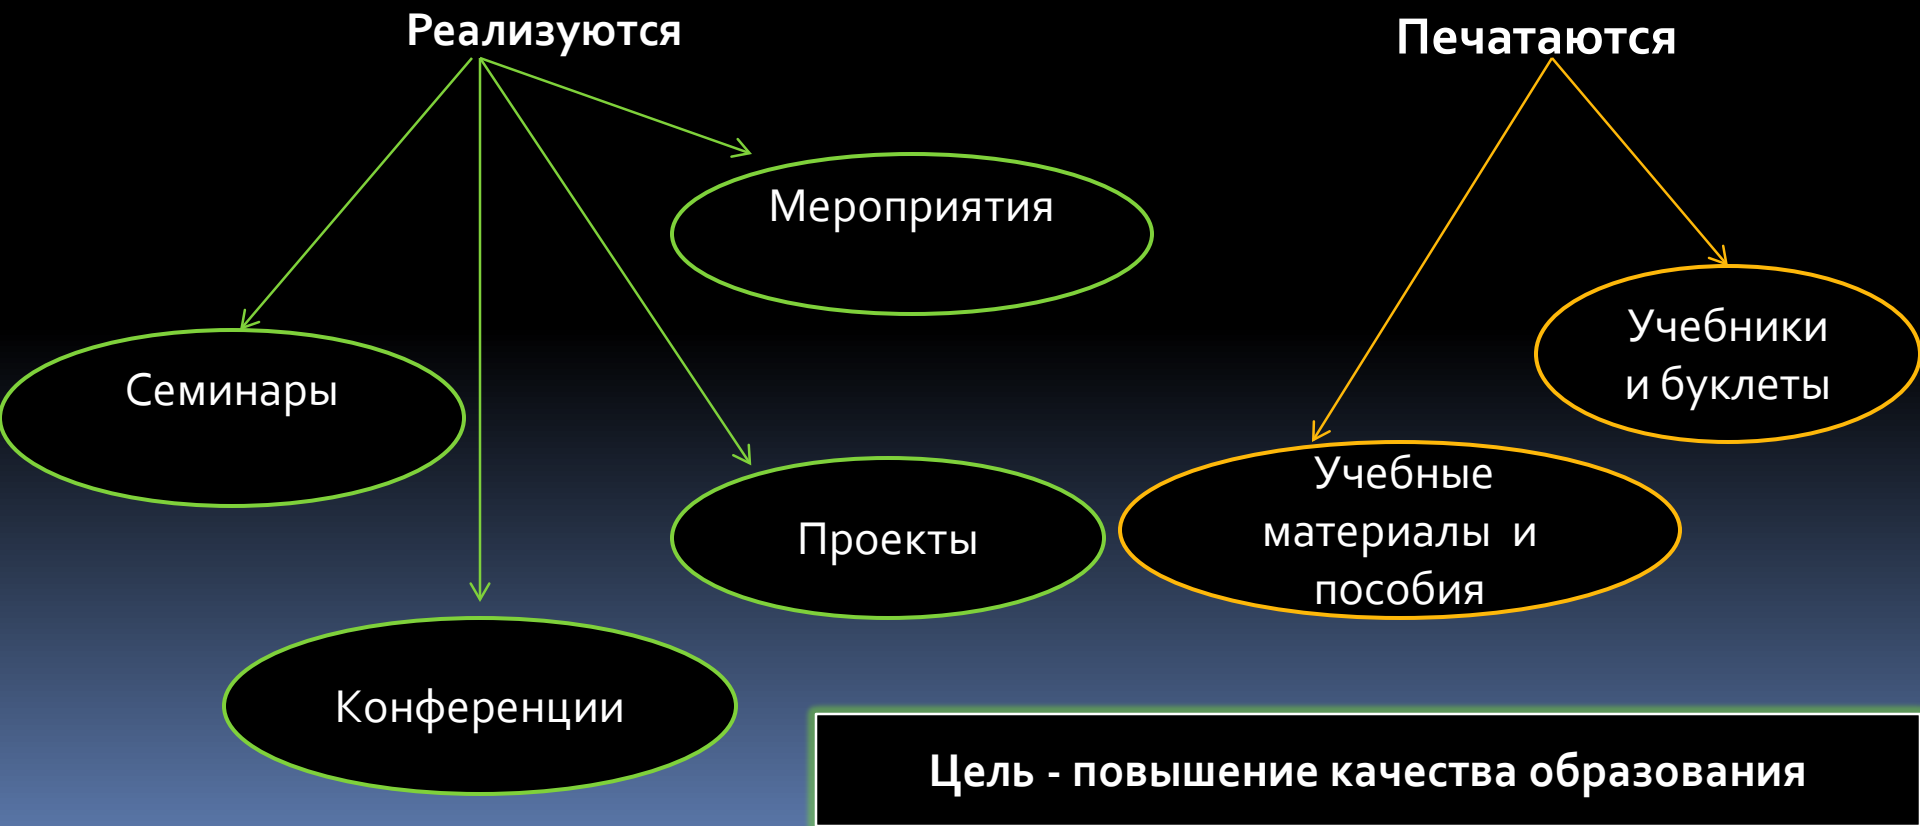 Реализуются
Печатаются
Мероприятия
Семинары
Проекты
Конференции
Учебники
и буклеты
Учебные
материалы и
пособия
Цель - повышение качества образования